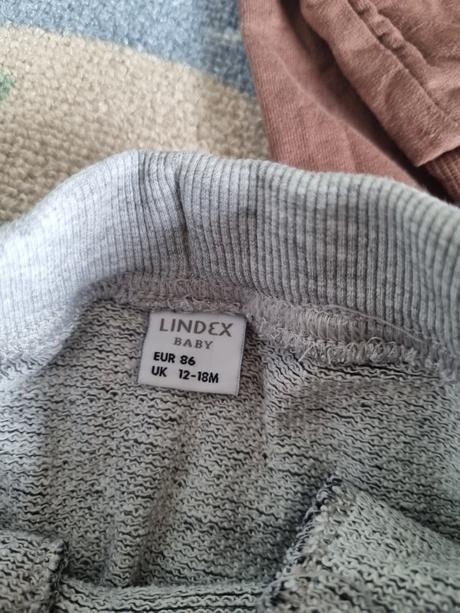 LINDEX
BABY
EUR 86
UK 12-18M